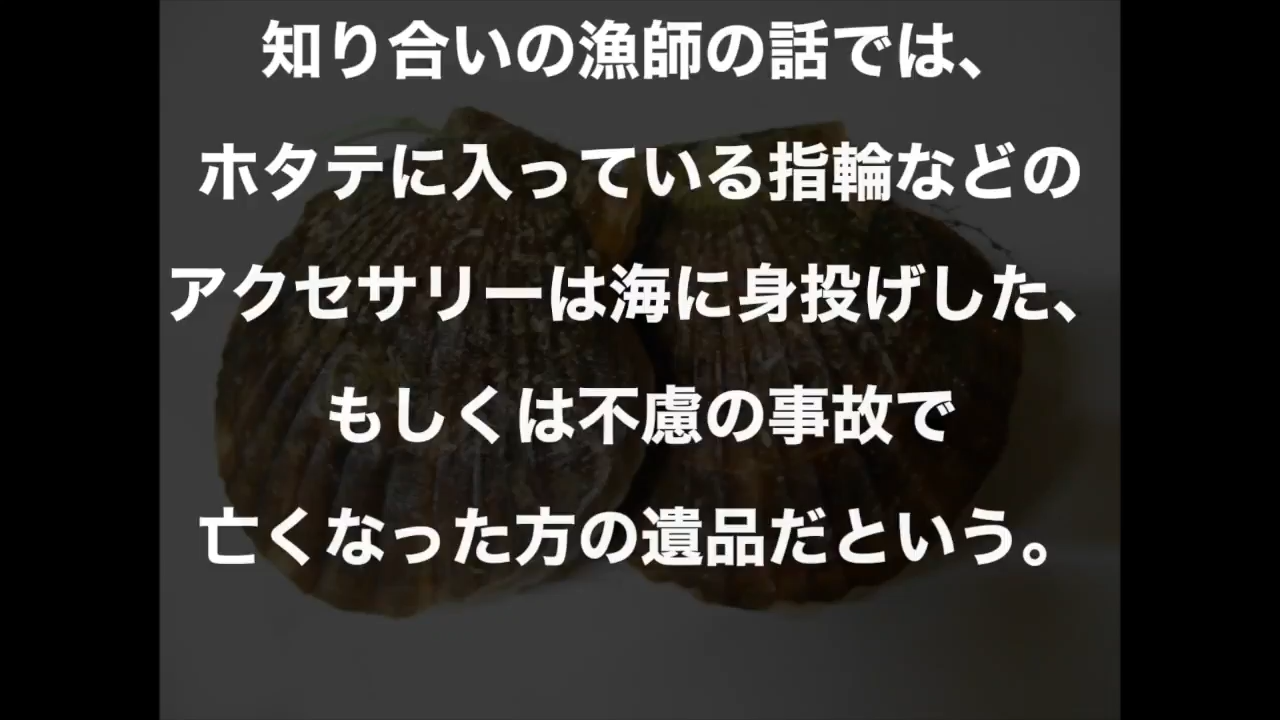 知り合いの漁師の話では、
ホタテに入っている指輪などの
アクセサリーは海に身投げした、
もしくは不慮の事故で
亡くなった方の遺品だという。